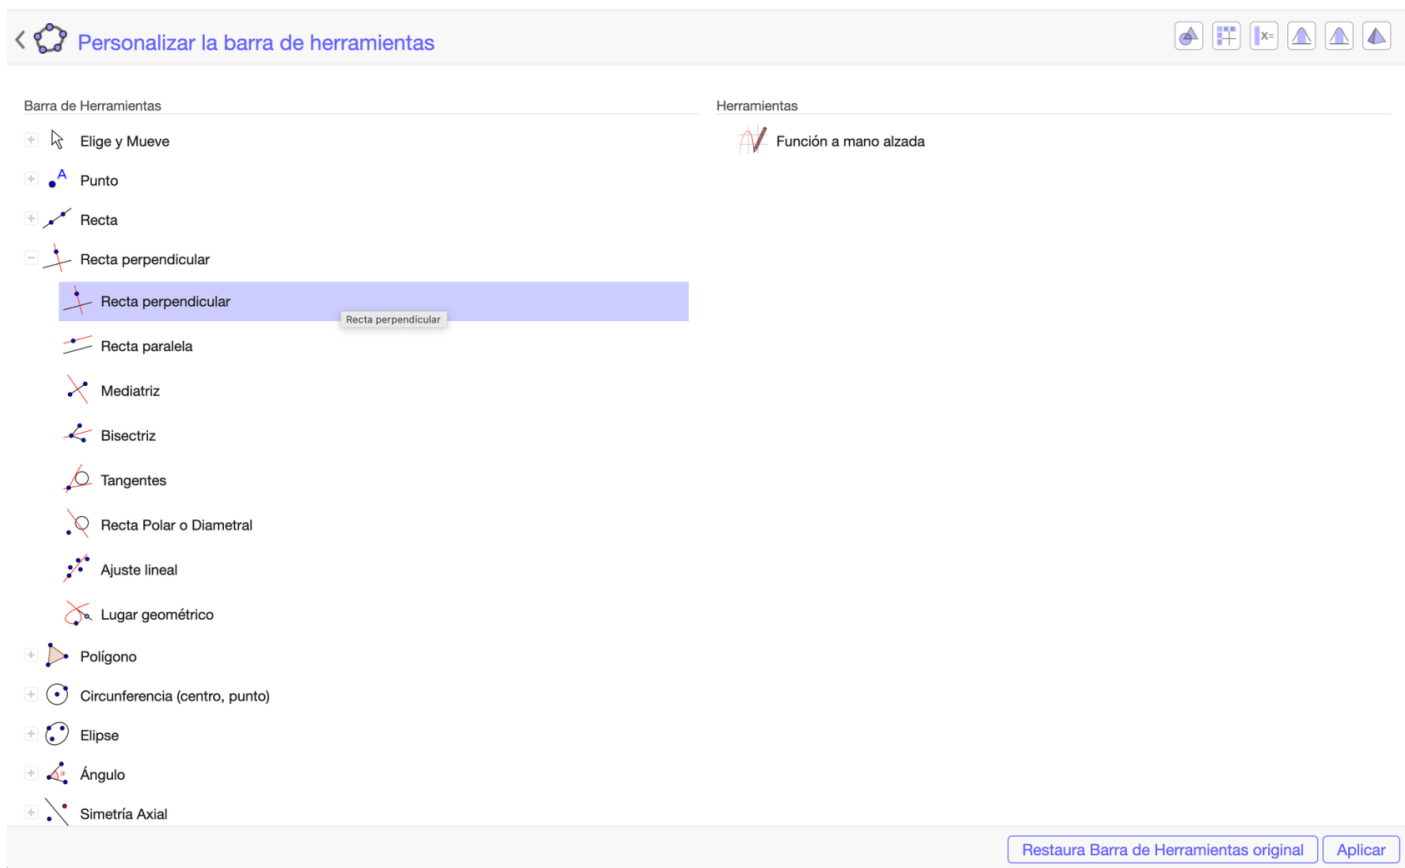 Personalizar la barra de herramientas
X=
Barra de Herramientas
Elige y Mueve
A
Punto
Recta
Recta perpendicular
Recta perpendicular
Recta perpendicular
Recta paralela
Mediatriz
Bisectriz
Tangentes
Recta Polar o Diametral
Ajuste lineal
Lugar geométrico
Polígono
Circunferencia (centro, punto)
Elipse
α
Ángulo
Simetría Axial
Herramientas
Función a mano alzada
Restaura Barra de Herramientas original
Aplicar